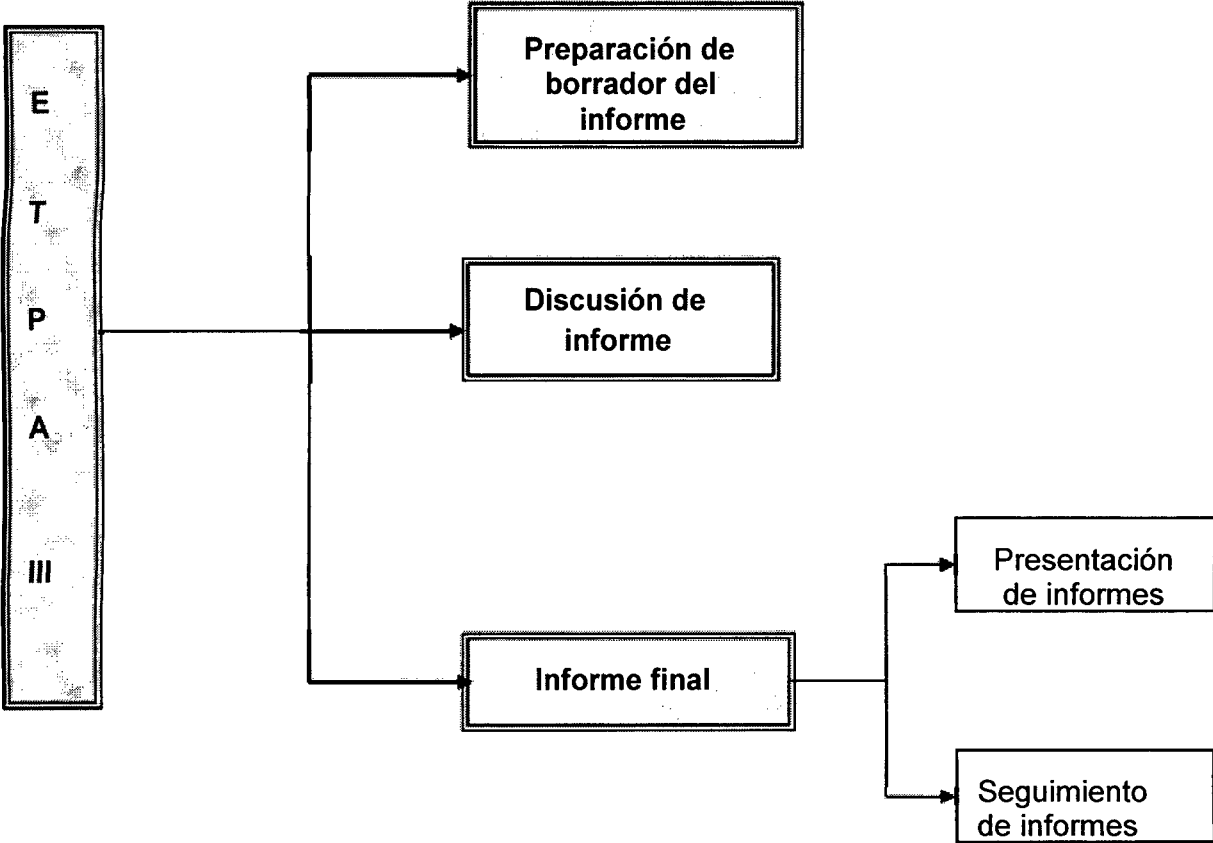 E
T
P
A
III
Preparación de
borrador del
informe
Discusión de
informe
Informe final
Presentación
de informes
Seguimiento
de informes